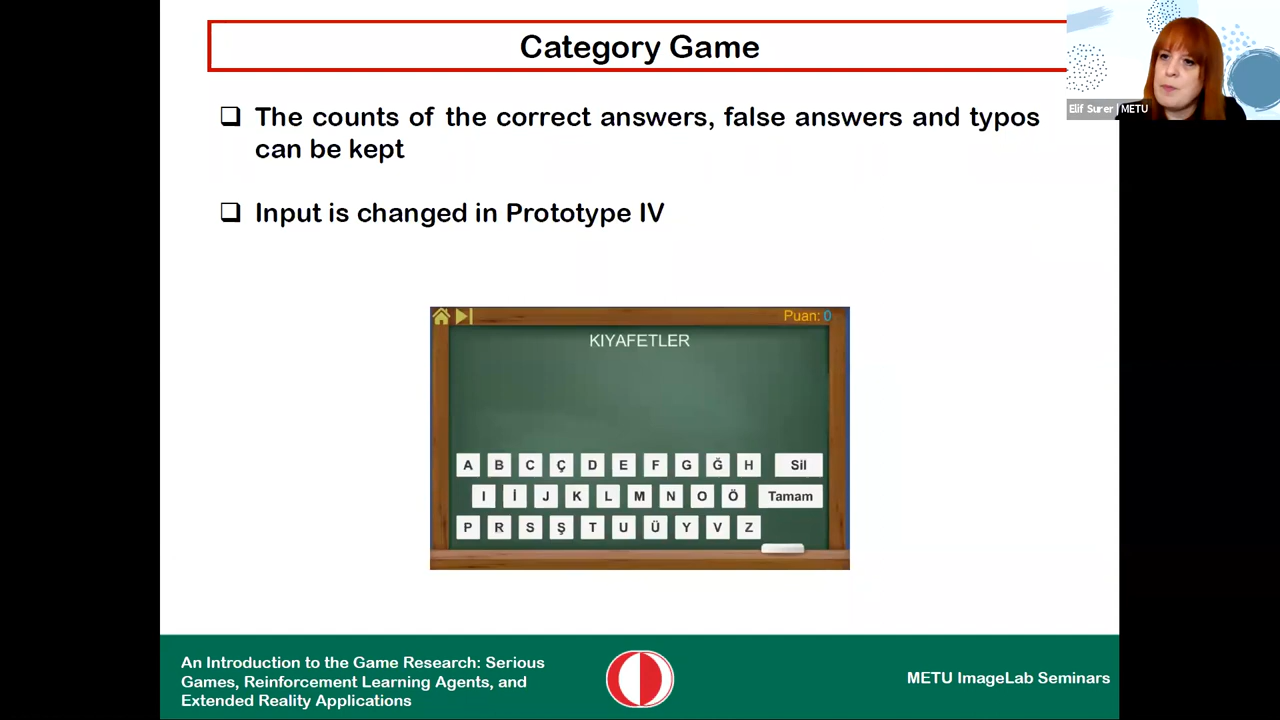 Category Game
Elif Surer | METU
❑ The counts of the correct answers, false answers and typos
can be kept
❑ Input is changed in Prototype IV
Puan: 0
KIYAFETLER
A B C Ç D E F G Ğ H Sil
I İ J K L M N O Ö Tamam
P R S Ş T U Ü Y V Z
An Introduction to the Game Research: Serious
Games, Reinforcement Learning Agents, and
Extended Reality Applications
METU ImageLab Seminars